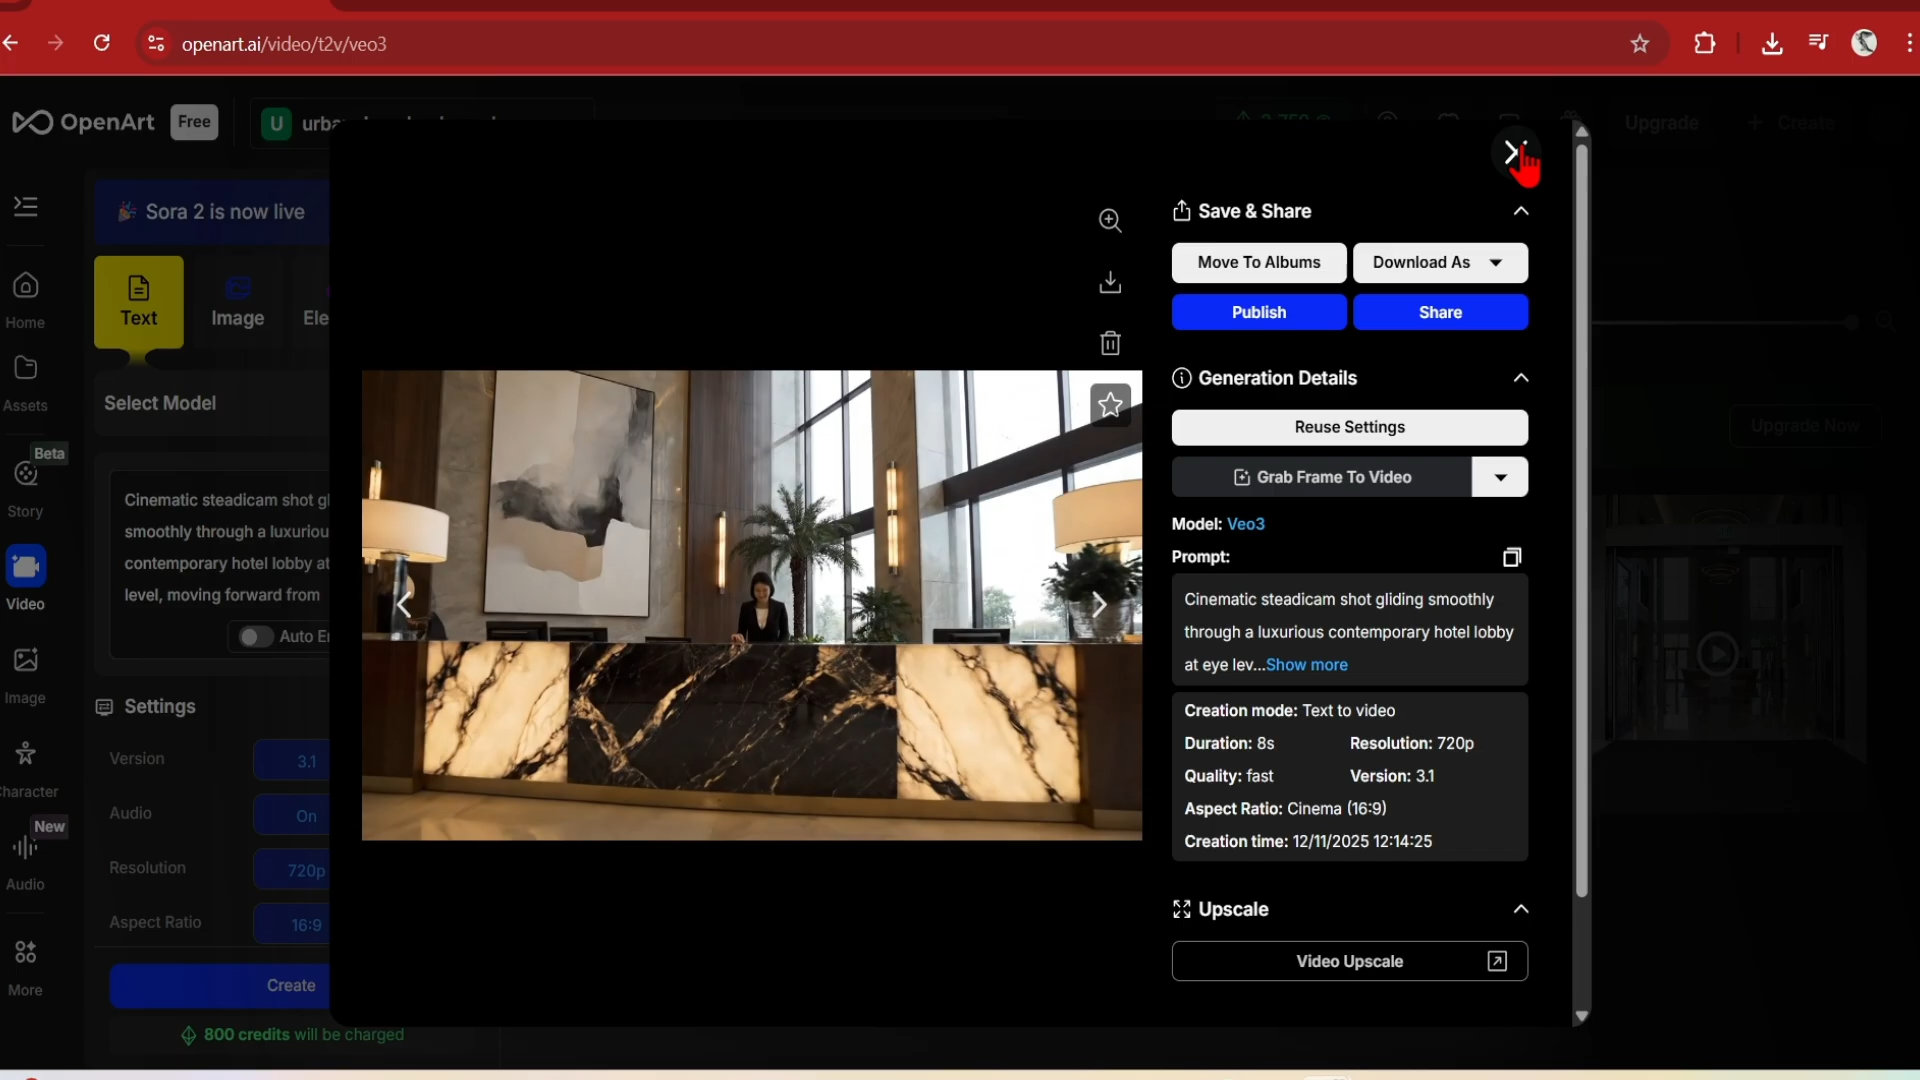 openart.ai/video/t2v/veo3
OpenArt
Free
U
Upgrade
+ Create
Sora 2 is now live
Text
Image
Home
Assets
Beta
Story
Video
Image
Character
New
Audio
More
Select Model
Cinematic steadicam shot
smoothly through a luxuriou
contemporary hotel lobby at
level, moving forward from
Settings
Version
3.1
Audio
On
Resolution
720p
Aspect Ratio
16:9
Create
800 credits will be charged
Save & Share
Move To Albums
Download As
Publish
Share
Generation Details
Reuse Settings
Grab Frame To Video
Model: Veo3
Prompt:
Cinematic steadicam shot gliding smoothly
through a luxurious contemporary hotel lobby
at eye lev...Show more
Creation mode: Text to video
Duration: 8s
Resolution: 720p
Quality: fast
Version: 3.1
Aspect Ratio: Cinema (16:9)
Creation time: 12/11/2025 12:14:25
Upscale
Video Upscale
Upgrade Now